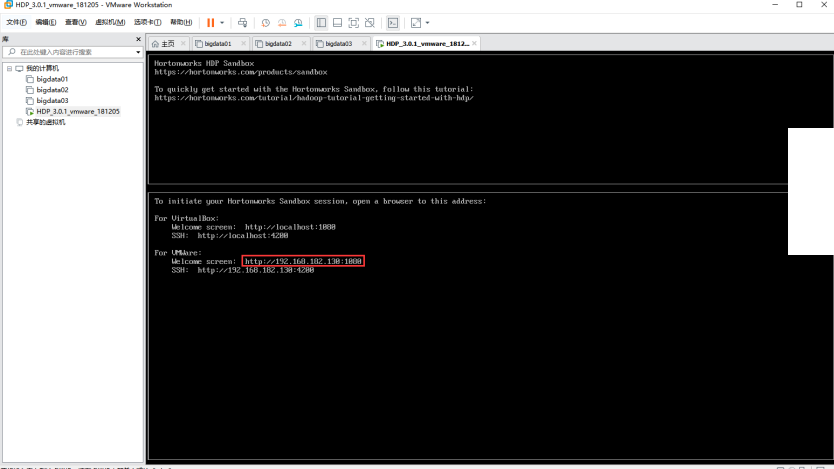 HDP_3.0.1_vmware_181205 - VMware Workstation
文件(F) 编辑(E) 查看(V) 虚拟机(M) 选项卡(T) 帮助(H)
库
在此处键入内容进行搜索
我的计算机
bigdata01
bigdata02
bigdata03
HDP_3.0.1_vmware_181205
共享的虚拟机
主页 bigdata01 bigdata02 bigdata03 HDP_3.0.1_vmware_1812...
Hortonworks HDP Sandbox
https://hortonworks.com/products/sandbox
To quickly get started with the Hortonworks Sandbox, follow this tutorial:
https://hortonworks.com/tutorial/hadoop-tutorial-getting-started-with-hdp/
To initiate your Hortonworks Sandbox session, open a browser to this address:
For VirtualBox:
Welcome screen: http://localhost:1080
SSH: http://localhost:4200
For VMWare:
Welcome screen: http://192.168.182.130:1080
SSH: http://192.168.182.130:4200